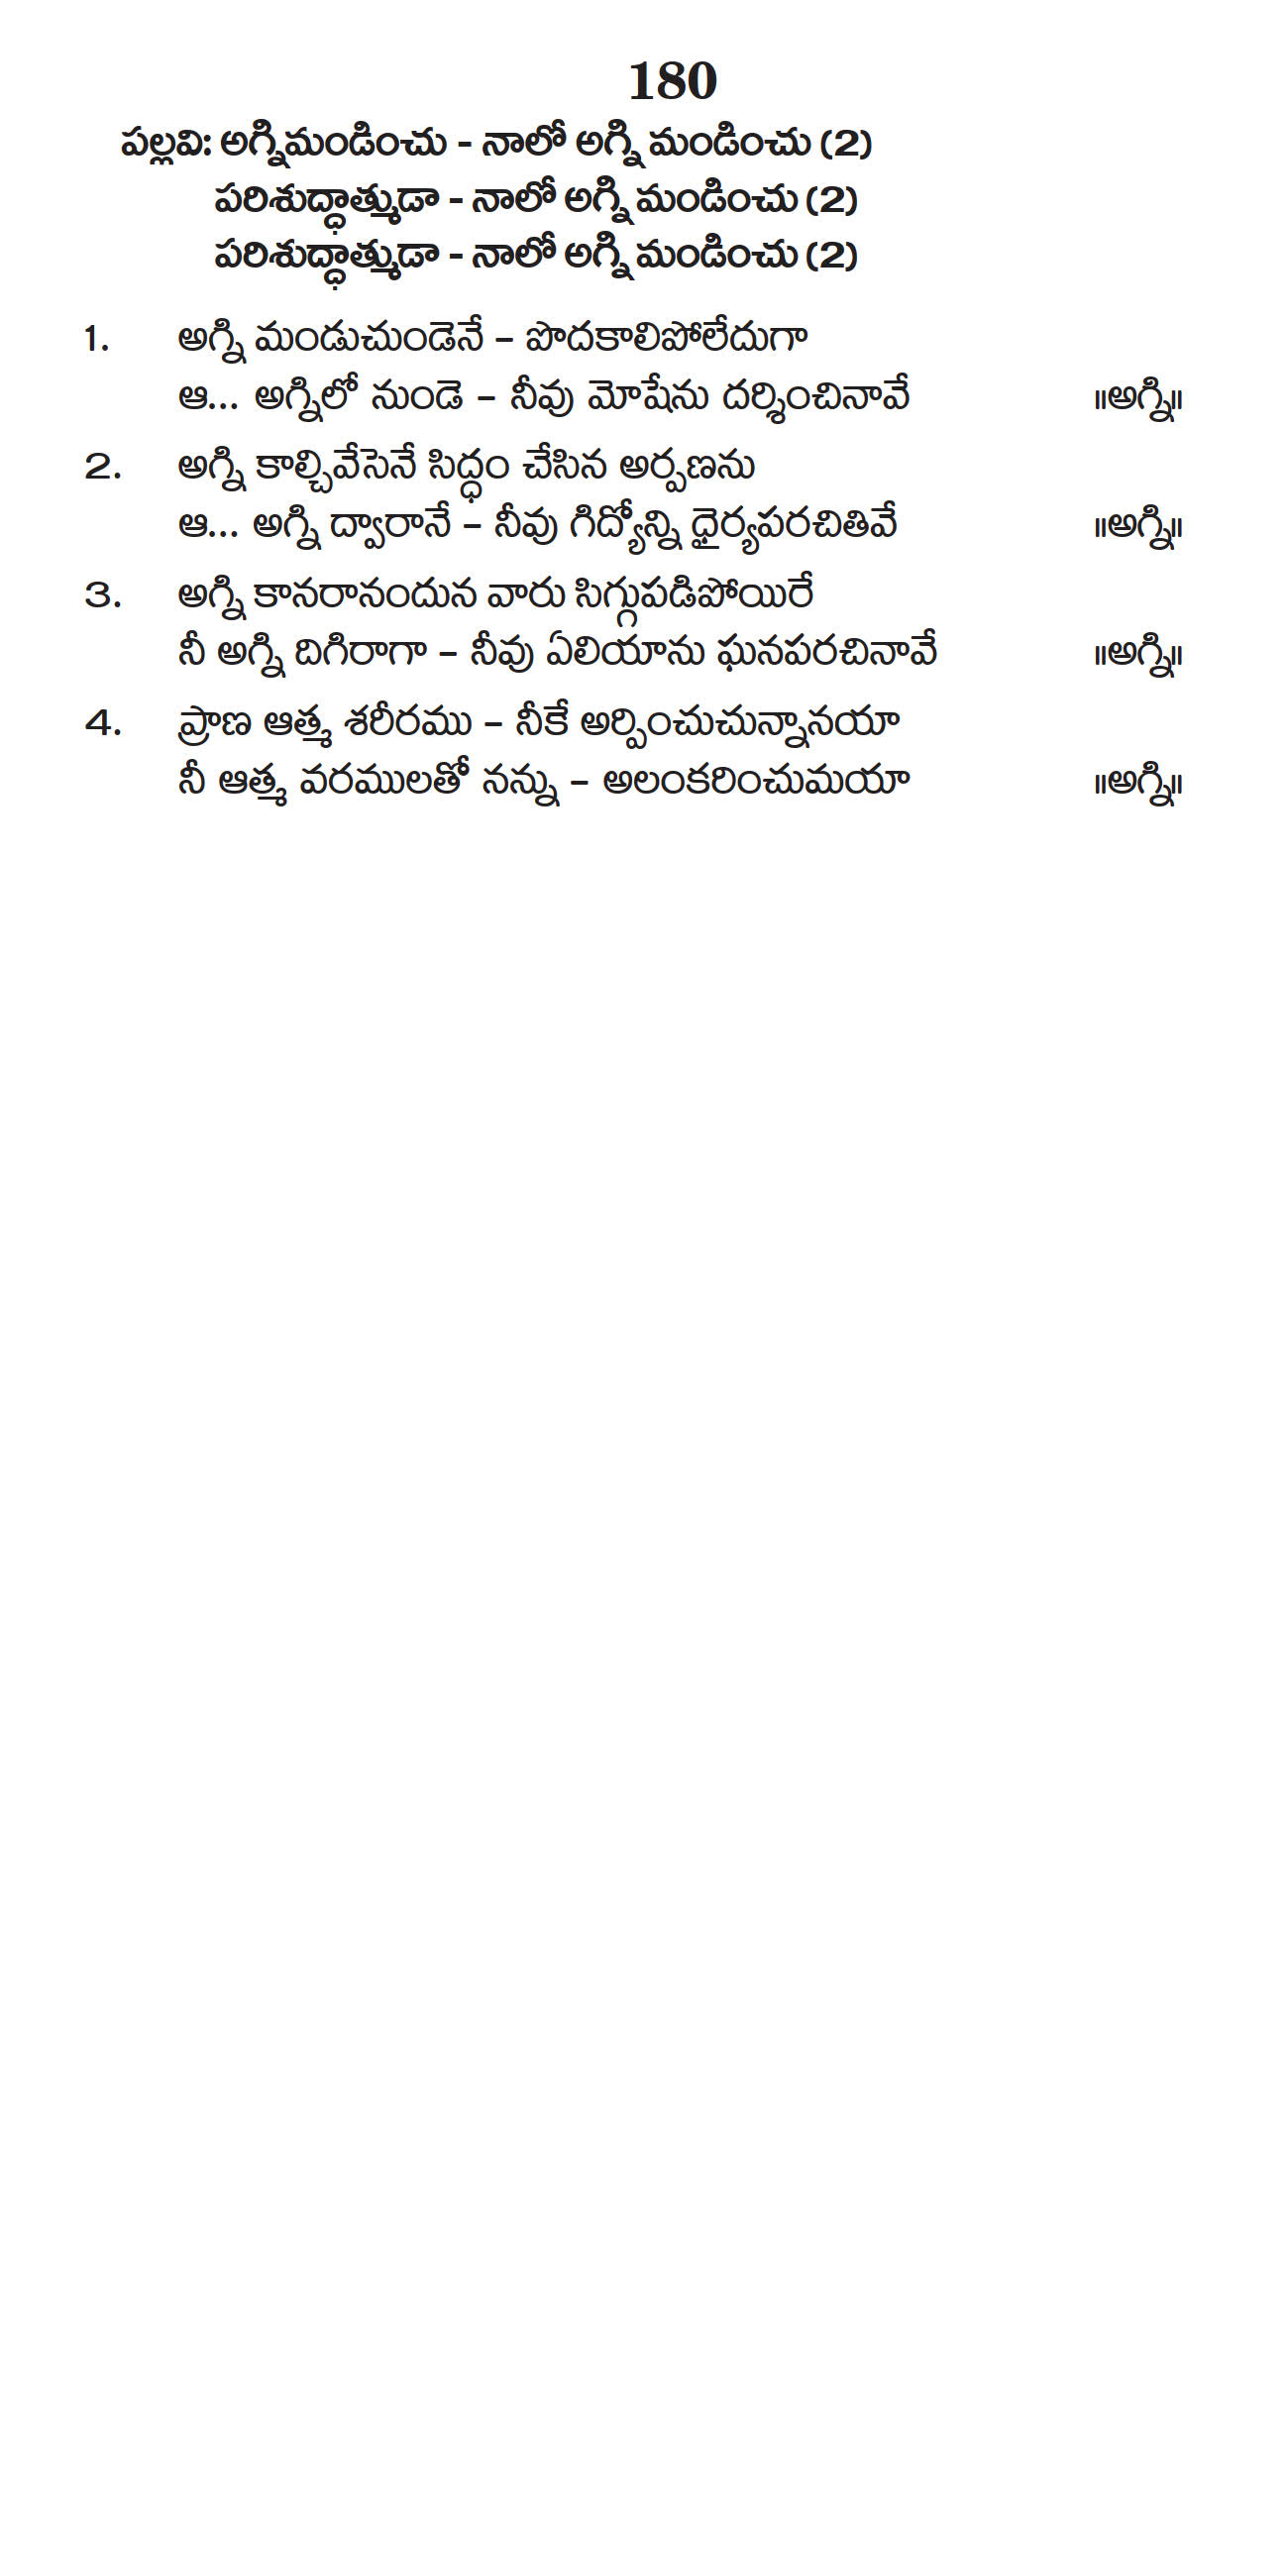 180
పల్లవి: అగ్నిమండించు - నాలో అగ్ని మండించు (2)
పరిశుద్ధాత్ముడా - నాలో అగ్ని మండించు (2)
పరిశుద్ధాత్ముడా - నాలో అగ్ని మండించు (2)
1. అగ్ని మండుచుండెనే – పొదకాలిపోలేదుగా
ఆ... అగ్నిలో నుండె – నీవు మోషేను దర్శించినావే ॥అగ్ని॥
2. అగ్ని కాల్చివేసెనే సిద్ధం చేసిన అర్పణను
ఆ... అగ్ని ద్వారానే – నీవు గిద్యోన్ని ధైర్యపరచితివే ॥అగ్ని॥
3. అగ్ని కానరానందున వారు సిగ్గుపడిపోయిరే
నీ అగ్ని దిగిరాగా – నీవు ఏలియాను ఘనపరచినావే ॥అగ్ని॥
4. ప్రాణ ఆత్మ శరీరము – నీకే అర్పించుచున్నానయా
నీ ఆత్మ వరములతో నన్ను – అలంకరించుమయా ॥అగ్ని॥